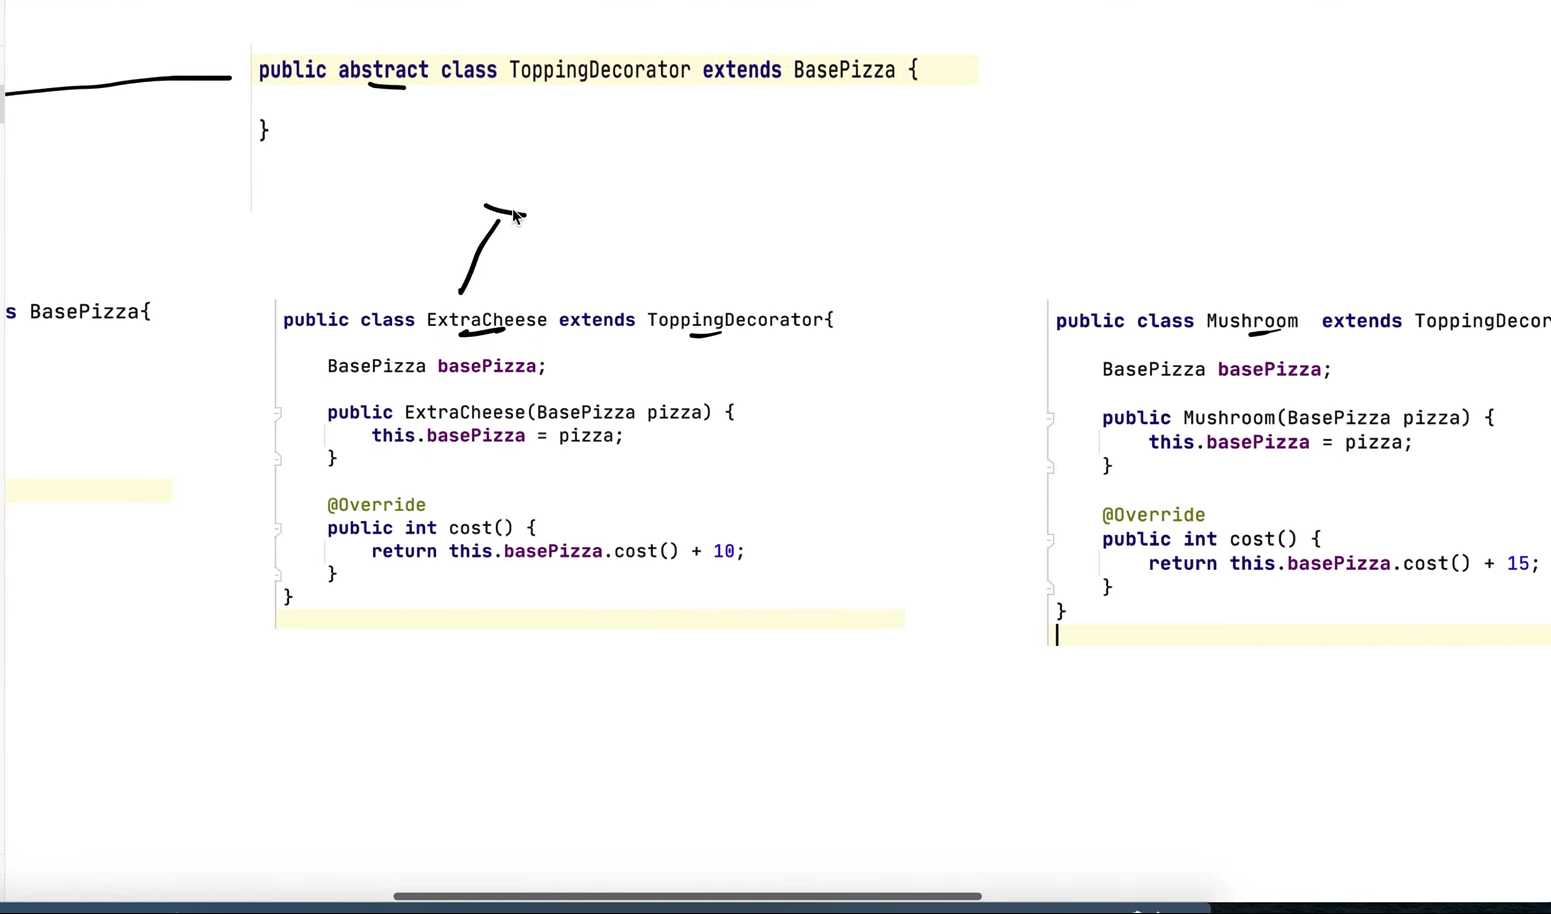 public abstract class ToppingDecorator extends BasePizza {
}
s BasePizza{
public class ExtraCheese extends ToppingDecorator{
BasePizza basePizza;
public ExtraCheese(BasePizza pizza) {
this.basePizza = pizza;
}
@Override
public int cost() {
return this.basePizza.cost() + 10;
}
}
public class Mushroom extends ToppingDecor
BasePizza basePizza;
public Mushroom(BasePizza pizza) {
this.basePizza = pizza;
}
@Override
public int cost() {
return this.basePizza.cost() + 15;
}
}